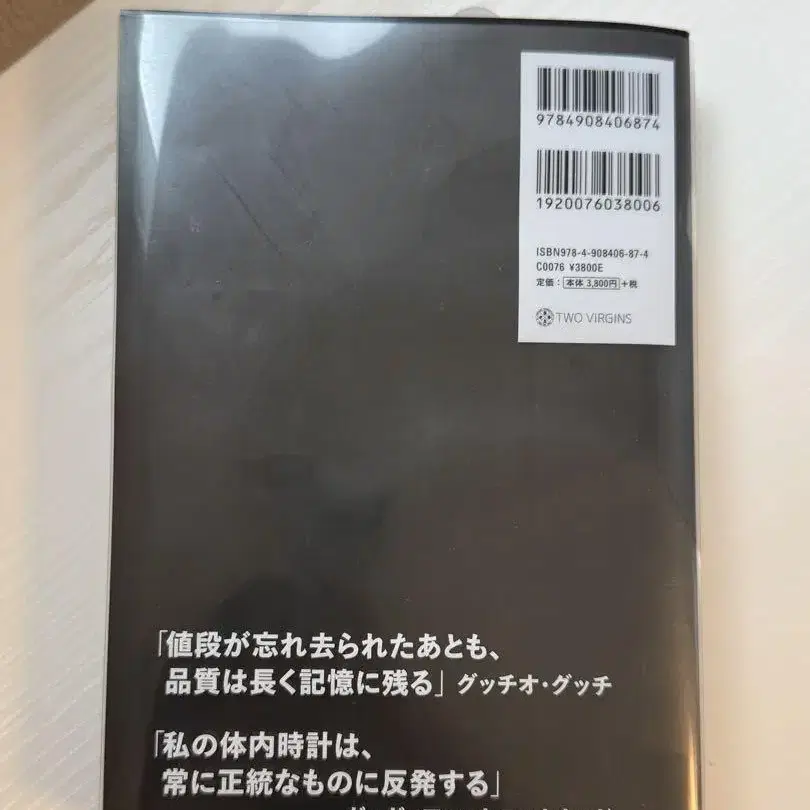 9784908406874
1920076038006
ISBN978-4-908406-87-4
C0076 ¥3800E
定価：本体 3,800円+税
TWO VIRGINS
「値段が忘れ去られたあとも、
品質は長く記憶に残る」グッチオ・グッチ
「私の体内時計は、
常に正統なものに反発する」